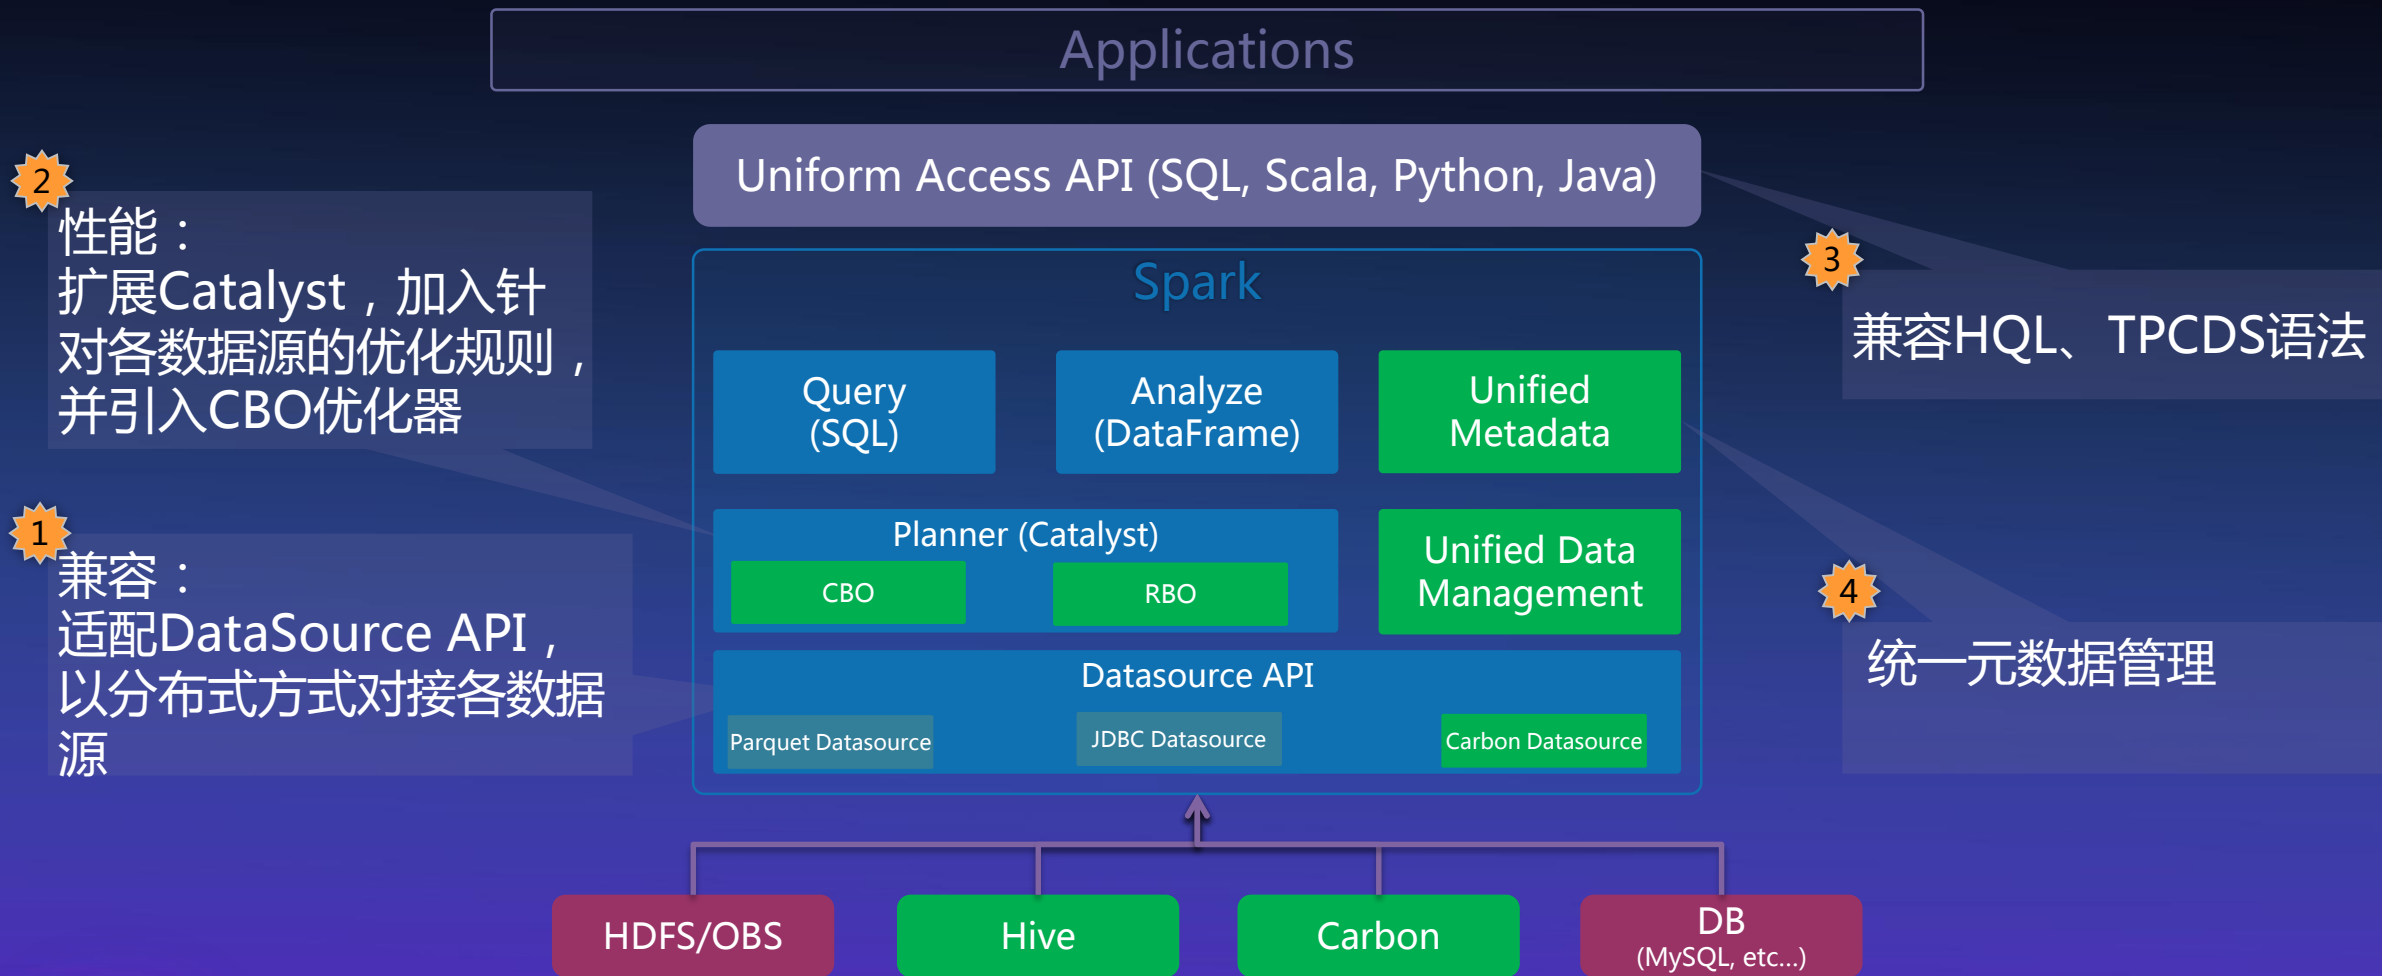 Applications
Uniform Access API (SQL, Scala, Python, Java)
2
性能：
扩展Catalyst，加入针
对各数据源的优化规则，
并引入CBO优化器
1
兼容：
适配DataSource API，
以分布式方式对接各数据
源
Spark
Query
(SQL)
Analyze
(DataFrame)
Unified
Metadata
Planner (Catalyst)
CBO
RBO
Unified Data
Management
Datasource API
Parquet Datasource
JDBC Datasource
Carbon Datasource
3
兼容HQL、TPCDS语法
4
统一元数据管理
HDFS/OBS
Hive
Carbon
DB
(MySQL, etc...)